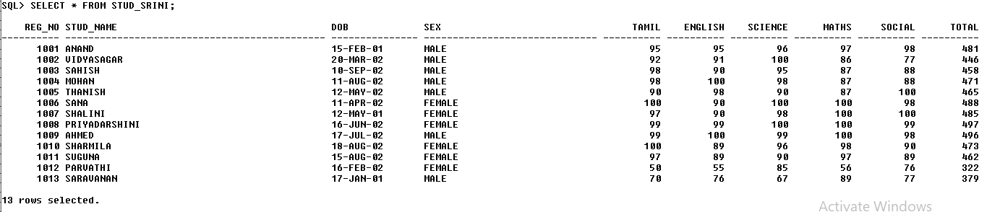 SQL> SELECT * FROM STUD_SRINI;
REG_NO STUD_NAME DOB SEX TAMIL ENGLISH SCIENCE MATHS SOCIAL TOTAL
1001 ANAND 15-FEB-01 MALE 95 95 96 97 98 481
1002 VIDYASAGAR 20-MAR-02 MALE 92 91 100 86 77 446
1003 SAHISH 10-SEP-02 MALE 98 90 95 87 88 458
1004 MOHAN 11-AUG-02 MALE 98 100 98 87 88 471
1005 THANISH 12-MAY-02 MALE 90 98 90 87 100 465
1006 SANA 11-APR-02 FEMALE 100 90 100 100 98 488
1007 SHALINI 12-MAY-01 FEMALE 97 90 98 100 100 485
1008 PRIYADARSHINI 16-JUN-02 FEMALE 99 99 100 100 99 497
1009 AHMED 17-JUL-02 MALE 99 100 99 100 98 496
1010 SHARMILA 18-AUG-02 FEMALE 100 89 96 98 90 473
1011 SUGUNA 15-AUG-02 FEMALE 97 89 90 97 89 462
1012 PARVATHI 16-FEB-02 FEMALE 50 55 85 56 76 322
1013 SARAVANAN 17-JAN-01 MALE 70 76 67 89 77 379
13 rows selected.
Activate Windows